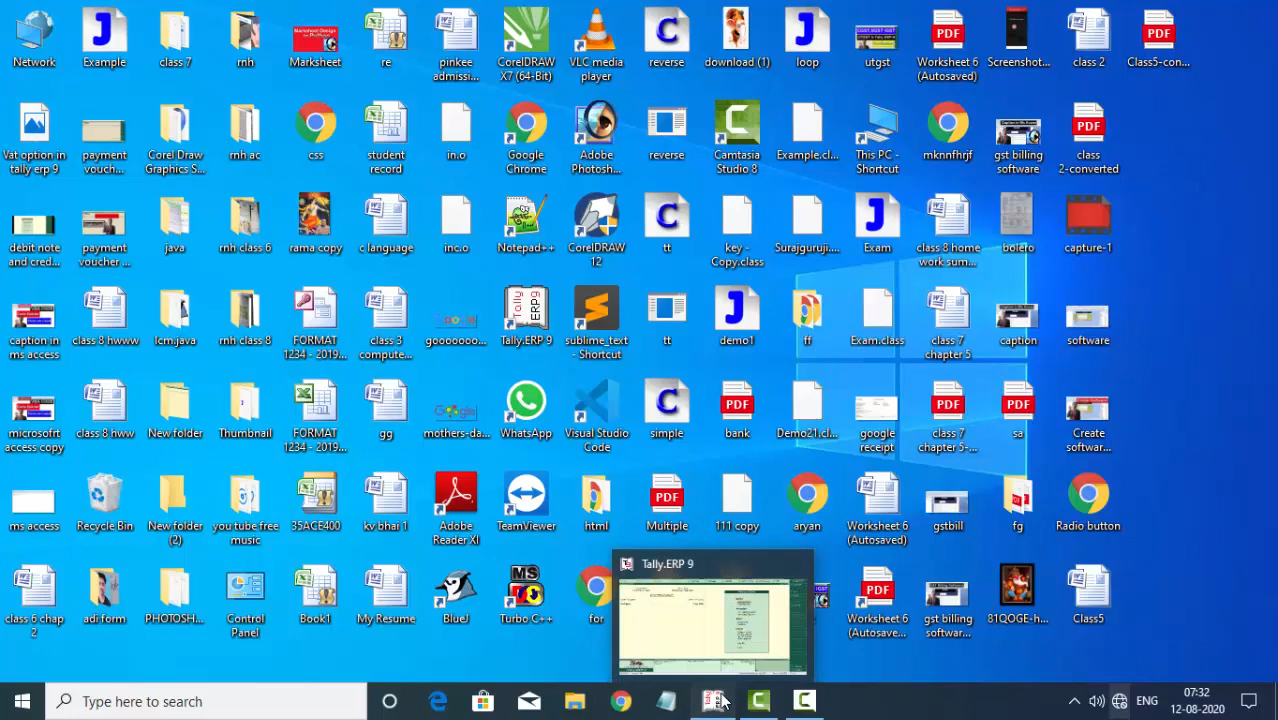 Network
Example
class 7
rnh
Marksheet
re
pinkee
admissi...
CorelDRAW
X7 (64-Bit)
VLC media
player
reverse
download (1)
loop
utgst
Worksheet 6
(Autosaved)
Screenshot...
class 2
Class5-con...
Vat option in
tally erp 9
payment
vouch...
Corel Draw
Graphics S...
rnh ac
css
student
record
in.o
Google
Chrome
Adobe
Photosh...
reverse
Camtasia
Studio 8
Example.cl...
This PC -
Shortcut
mknnfhrjf
gst billing
software
class
2-converted
debit note
and cred...
payment
voucher ...
java
rnh class 6
rama copy
c language
inc.o
Notepad++
CorelDRAW
12
tt
key -
Copy.class
Surajguruji....
Exam
class 8 home
work sum...
bolero
capture-1
caption in
ms access
class 8 hwww
lcm.java
rnh class 8
FORMAT
1234 - 2019...
class 3
compute...
gooooooo...
Tally.ERP 9
sublime_text
- Shortcut
tt
demo1
ff
Exam.class
class 7
chapter 5
caption
software
microsofrt
access copy
class 8 hww
New folder
Thumbnail
FORMAT
1234 - 2019...
gg
mothers-da...
WhatsApp
Visual Studio
Code
simple
bank
Demo21.cl...
google
receipt
class 7
chapter 5-...
sa
Create
softwar...
ms access
Recycle Bin
New folder
(2)
you tube free
music
35ACE400
kv bhai 1
Adobe
Reader XI
TeamViewer
html
Multiple
111 copy
aryan
Worksheet 6
(Autosaved)
gstbill
fg
Radio button
class 6 chap
2
adi form
PHOTOSH...
Control
Panel
Book1
My Resume
BlueJ
Turbo C++
for
Tally.ERP 9
Worksheet 6
(Autosave...
gst billing
softwar...
81QOGE-h...
Class5
Type here to search
ENG
07:32
12-08-2020